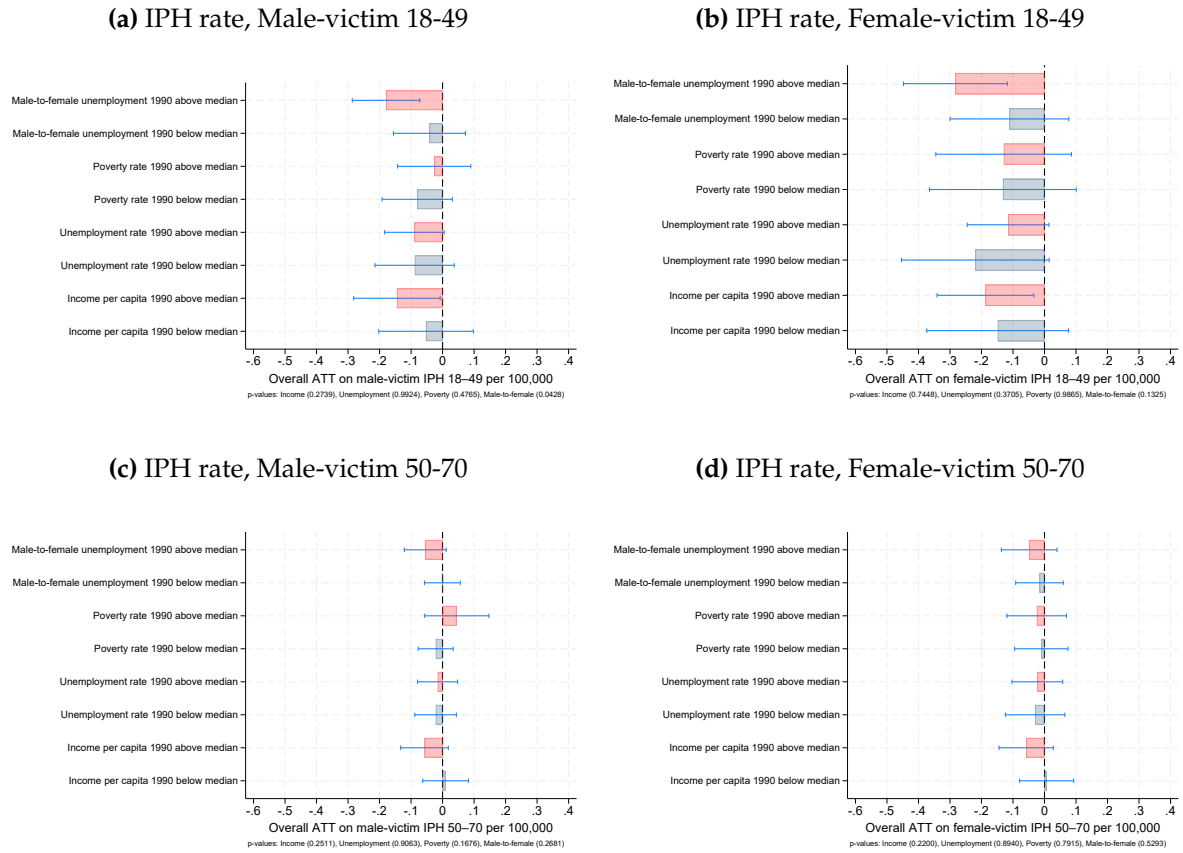 (a) IPH rate, Male-victim 18-49
Male-to-female unemployment 1990 above median
Male-to-female unemployment 1990 below median
Poverty rate 1990 above median
Poverty rate 1990 below median
Unemployment rate 1990 above median
Unemployment rate 1990 below median
Income per capita 1990 above median
Income per capita 1990 below median
-.6 -.5 -.4 -.3 -.2 -.1 0 .1 .2 .3 .4
Overall ATT on male-victim IPH 18–49 per 100,000
p-values: Income (0.2739), Unemployment (0.9924), Poverty (0.4765), Male-to-female (0.0428)
(b) IPH rate, Female-victim 18-49
Male-to-female unemployment 1990 above median
Male-to-female unemployment 1990 below median
Poverty rate 1990 above median
Poverty rate 1990 below median
Unemployment rate 1990 above median
Unemployment rate 1990 below median
Income per capita 1990 above median
Income per capita 1990 below median
-.6 -.5 -.4 -.3 -.2 -.1 0 .1 .2 .3 .4
Overall ATT on female-victim IPH 18–49 per 100,000
p-values: Income (0.7448), Unemployment (0.3705), Poverty (0.9865), Male-to-female (0.1325)
(c) IPH rate, Male-victim 50-70
Male-to-female unemployment 1990 above median
Male-to-female unemployment 1990 below median
Poverty rate 1990 above median
Poverty rate 1990 below median
Unemployment rate 1990 above median
Unemployment rate 1990 below median
Income per capita 1990 above median
Income per capita 1990 below median
-.6 -.5 -.4 -.3 -.2 -.1 0 .1 .2 .3 .4
Overall ATT on male-victim IPH 50–70 per 100,000
p-values: Income (0.2511), Unemployment (0.9063), Poverty (0.1676), Male-to-female (0.2681)
(d) IPH rate, Female-victim 50-70
Male-to-female unemployment 1990 above median
Male-to-female unemployment 1990 below median
Poverty rate 1990 above median
Poverty rate 1990 below median
Unemployment rate 1990 above median
Unemployment rate 1990 below median
Income per capita 1990 above median
Income per capita 1990 below median
-.6 -.5 -.4 -.3 -.2 -.1 0 .1 .2 .3 .4
Overall ATT on female-victim IPH 50–70 per 100,000
p-values: Income (0.2200), Unemployment (0.8940), Poverty (0.7915), Male-to-female (0.5293)